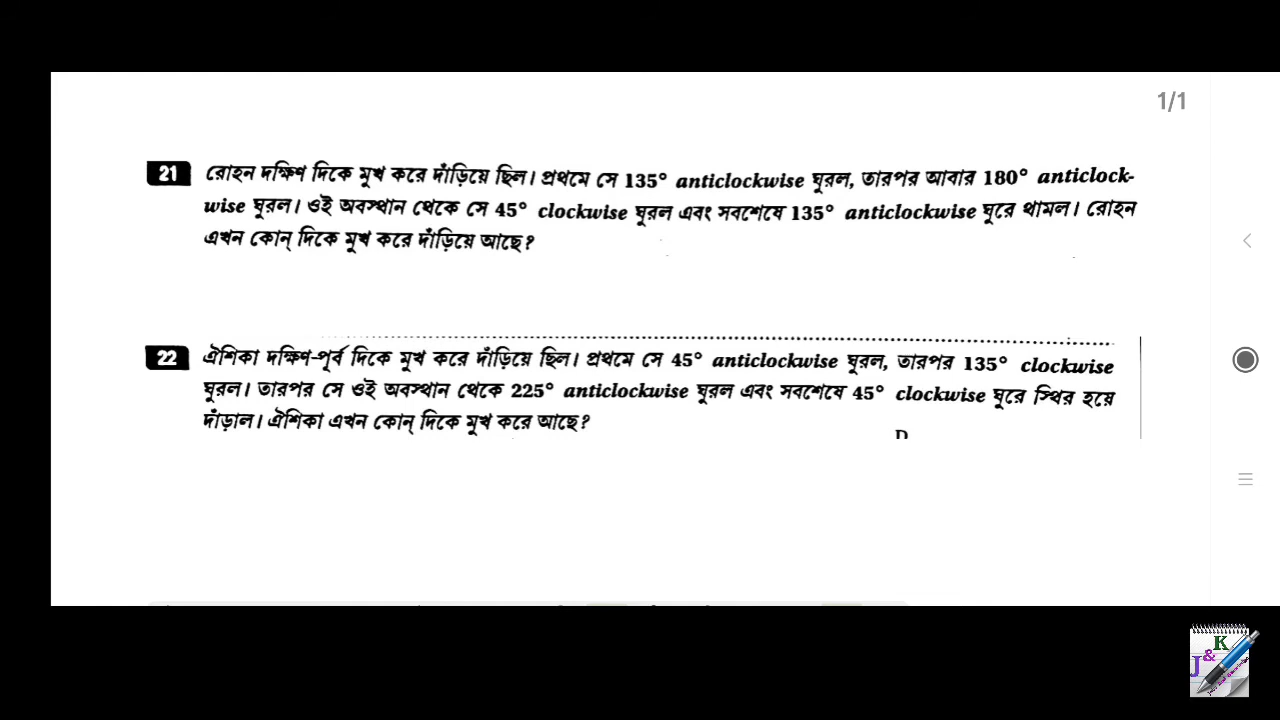 1/1
21 রোহন দক্ষিণ দিকে মুখ করে দাঁড়িয়ে ছিল। প্রথমে সে 135° anticlockwise ঘুরল, তারপর আবার 180° anticlock-
wise ঘুরল। ওই অবস্থান থেকে সে 45° clockwise ঘুরল এবং সবশেষে 135° anticlockwise ঘুরে থামল। রোহন
এখন কোন্ দিকে মুখ করে দাঁড়িয়ে আছে?
22 ঐশিকা দক্ষিণ-পূর্ব দিকে মুখ করে দাঁড়িয়ে ছিল। প্রথমে সে 45° anticlockwise ঘুরল, তারপর 135° clockwise
ঘুরল। তারপর সে ওই অবস্থান থেকে 225° anticlockwise ঘুরল এবং সবশেষে 45° clockwise ঘুরে স্থির হয়ে
দাঁড়াল। ঐশিকা এখন কোন্ দিকে মুখ করে আছে?
J&K